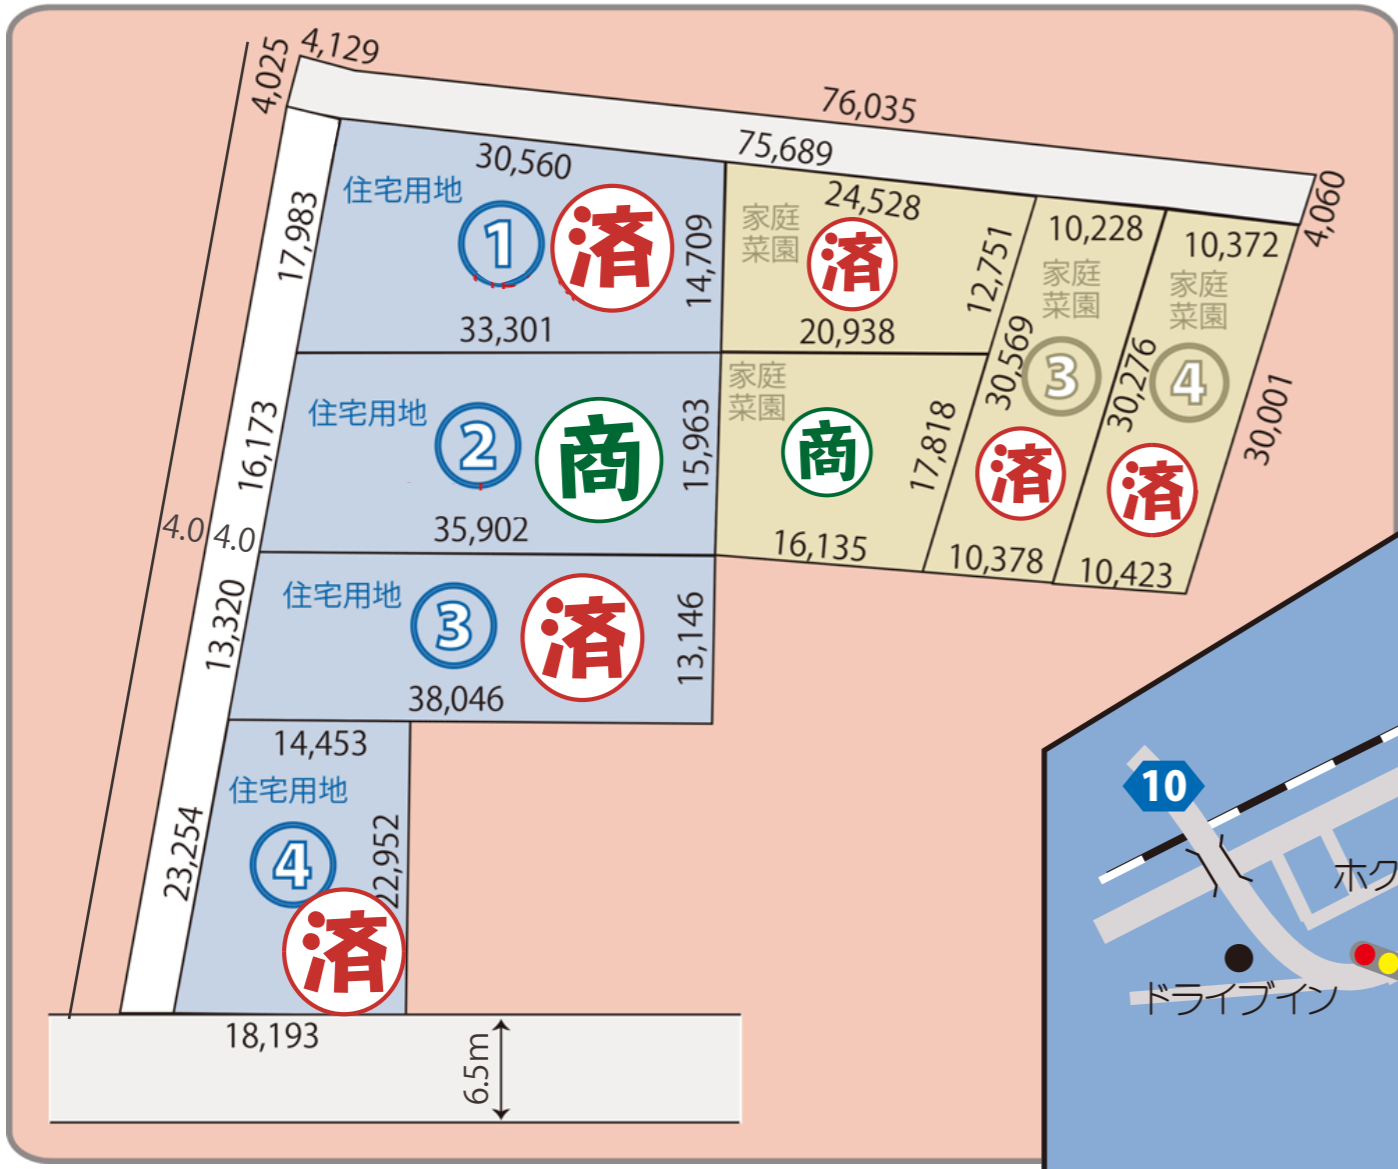 4,025
4,129
76,035
75,689
4,060
30,560
住宅用地
1
済
17,983
14,709
33,301
24,528
家庭
菜園
済
12,751
20,938
10,228
家庭
菜園
3
30,569
済
10,378
10,372
家庭
菜園
4
30,276
済
30,001
10,423
住宅用地
2
商
16,173
15,963
35,902
家庭
菜園
商
17,818
16,135
4.0
4.0
住宅用地
3
済
13,320
13,146
38,046
14,453
住宅用地
4
済
23,254
22,952
18,193
6.5m
10
ホク
ドライブイン